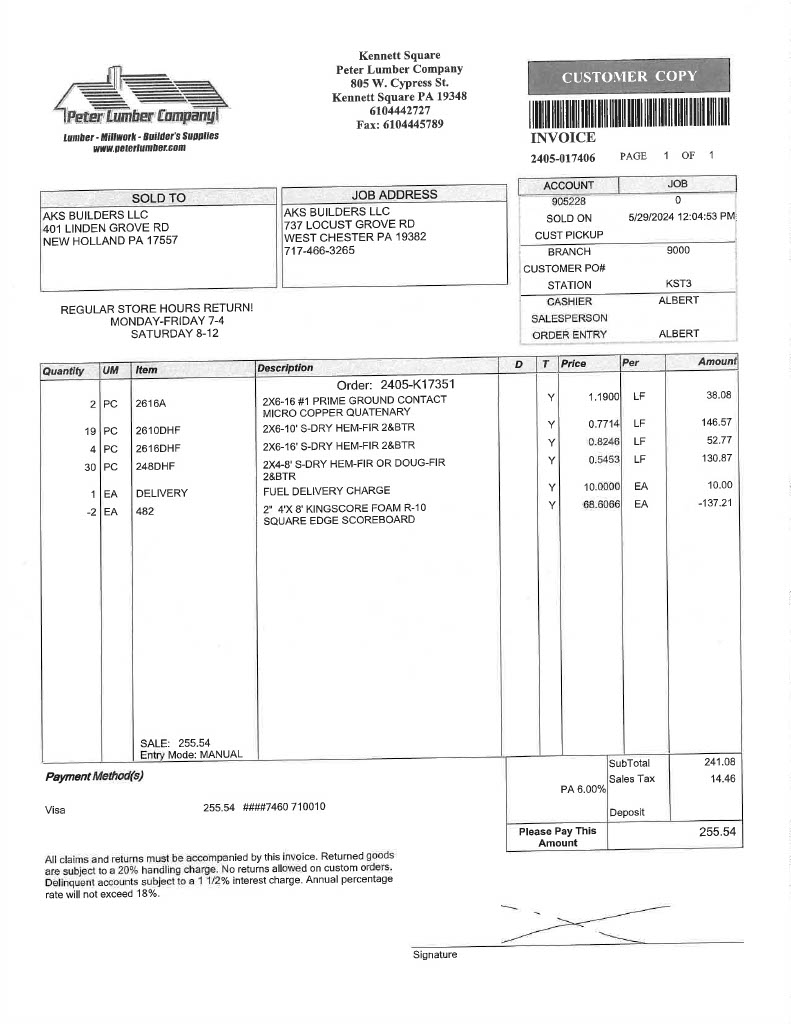 Peter Lumber Company
Lumber - Millwork - Builder's Supplies
www.peterlumber.com
Kennett Square
Peter Lumber Company
805 W. Cypress St.
Kennett Square PA 19348
6104442727
Fax: 6104445789
CUSTOMER COPY
INVOICE
2405-017406 PAGE 1 OF 1
SOLD TO
AKS BUILDERS LLC
401 LINDEN GROVE RD
NEW HOLLAND PA 17557
JOB ADDRESS
AKS BUILDERS LLC
737 LOCUST GROVE RD
WEST CHESTER PA 19382
717-466-3265
ACCOUNT JOB
905228 0
SOLD ON 5/29/2024 12:04:53 PM
CUST PICKUP
BRANCH 9000
CUSTOMER PO#
STATION KST3
CASHIER ALBERT
SALESPERSON
ORDER ENTRY ALBERT
REGULAR STORE HOURS RETURN!
MONDAY-FRIDAY 7-4
SATURDAY 8-12
Quantity UM Item Description D T Price Per Amount
Order: 2405-K17351
2 PC 2616A 2X6-16 #1 PRIME GROUND CONTACT Y 1.1900 LF 38.08
MICRO COPPER QUATENARY
19 PC 2610DHF 2X6-10' S-DRY HEM-FIR 2&BTR Y 0.7714 LF 146.57
4 PC 2616DHF 2X6-16' S-DRY HEM-FIR 2&BTR Y 0.8246 LF 52.77
30 PC 248DHF 2X4-8' S-DRY HEM-FIR OR DOUG-FIR Y 0.5453 LF 130.87
2&BTR
1 EA DELIVERY FUEL DELIVERY CHARGE Y 10.0000 EA 10.00
-2 EA 482 2" 4'X 8' KINGSCORE FOAM R-10 Y 68.6066 EA -137.21
SQUARE EDGE SCOREBOARD
SALE: 255.54
Entry Mode: MANUAL
Payment Method(s)
Visa 255.54 ####7460 710010
SubTotal 241.08
Sales Tax 14.46
PA 6.00%
Deposit
Please Pay This
Amount
255.54
All claims and returns must be accompanied by this invoice. Returned goods
are subject to a 20% handling charge. No returns allowed on custom orders.
Delinquent accounts subject to a 1 1/2% interest charge. Annual percentage
rate will not exceed 18%.
Signature